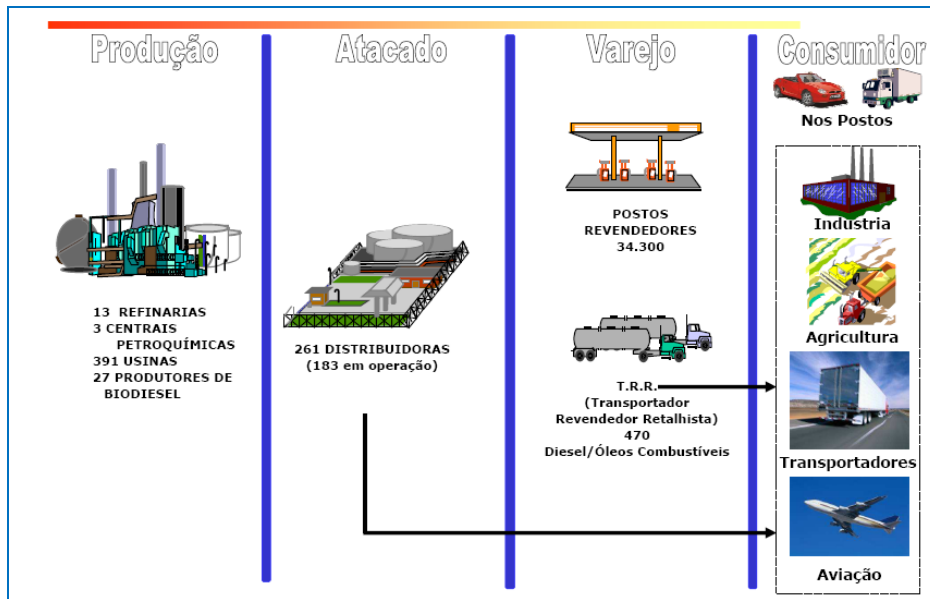 Produção
Atacado
Varejo
Consumidor
Nos Postos
13 REFINARIAS
3 CENTRAIS
PETROQUÍMICAS
391 USINAS
27 PRODUTORES DE
BIODIESEL
261 DISTRIBUIDORAS
(183 em operação)
POSTOS
REVENDEDORES
34.300
T.R.R.
(Transportador
Revendedor Retalhista)
470
Diesel/Óleos Combustíveis
Industria
Agricultura
Transportadores
Aviação